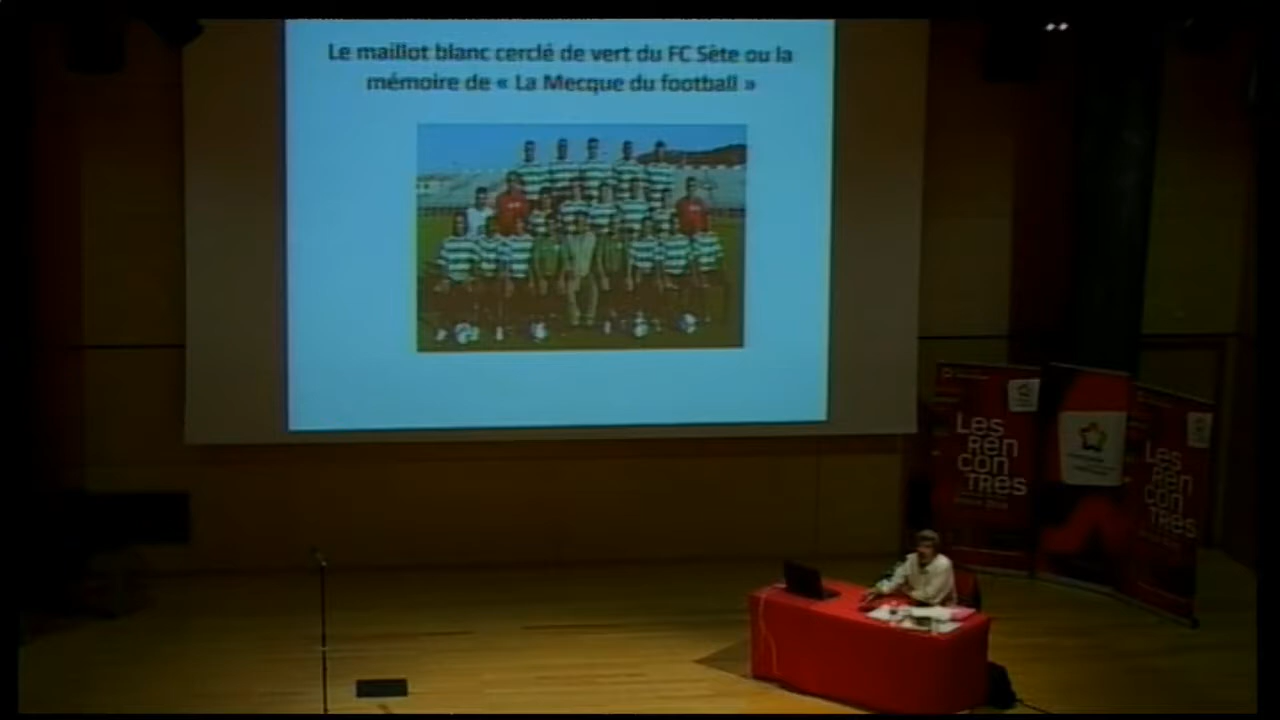 Le maillot blanc cerclé de vert du FC Sète ou la
mémoire de « La Mecque du football »
Les
Ren
con
TRes
Les
Ren
con
TRes